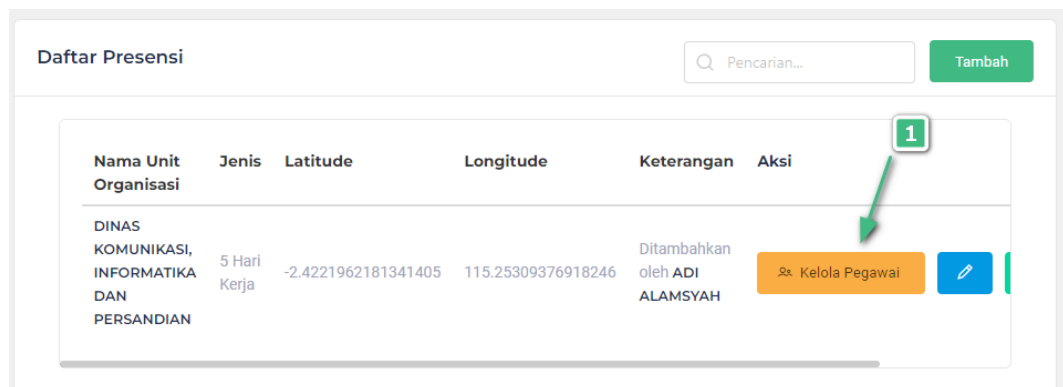 Daftar Presensi
Pencarian...
Tambah
1
Nama Unit Organisasi
Jenis
Latitude
Longitude
Keterangan
Aksi
DINAS
KOMUNIKASI,
INFORMATIKA
DAN
PERSANDIAN
5 Hari
Kerja
-2.4221962181341405
115.25309376918246
Ditambahkan
oleh ADI
ALAMSYAH
Kelola Pegawai